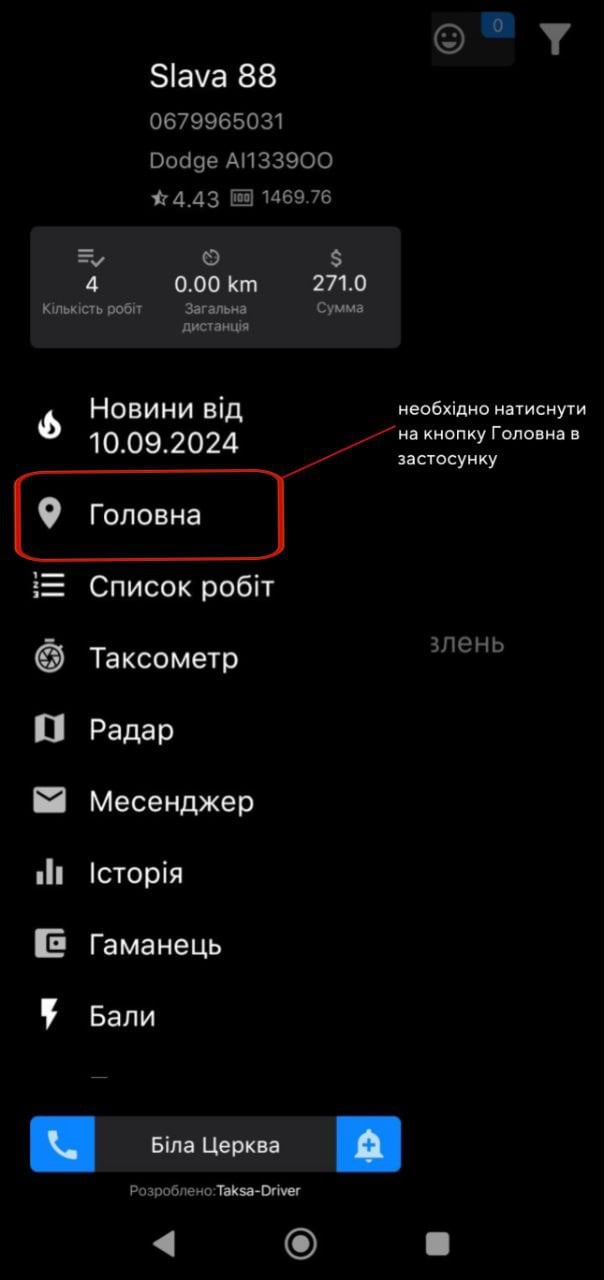 0
Slava 88
0679965031
Dodge AI1339OO
4.43 100 1469.76
4
0.00 km
$
271.0
Кількість робіт
Загальна
дистанція
Сумма
Новини від
10.09.2024
необхідно натиснути
на кнопку Головна в
застосунку
Головна
Список робіт
влень
Таксометр
Радар
Месенджер
Історія
Гаманець
Бали
Біла Церква
Розроблено:Taksa-Driver